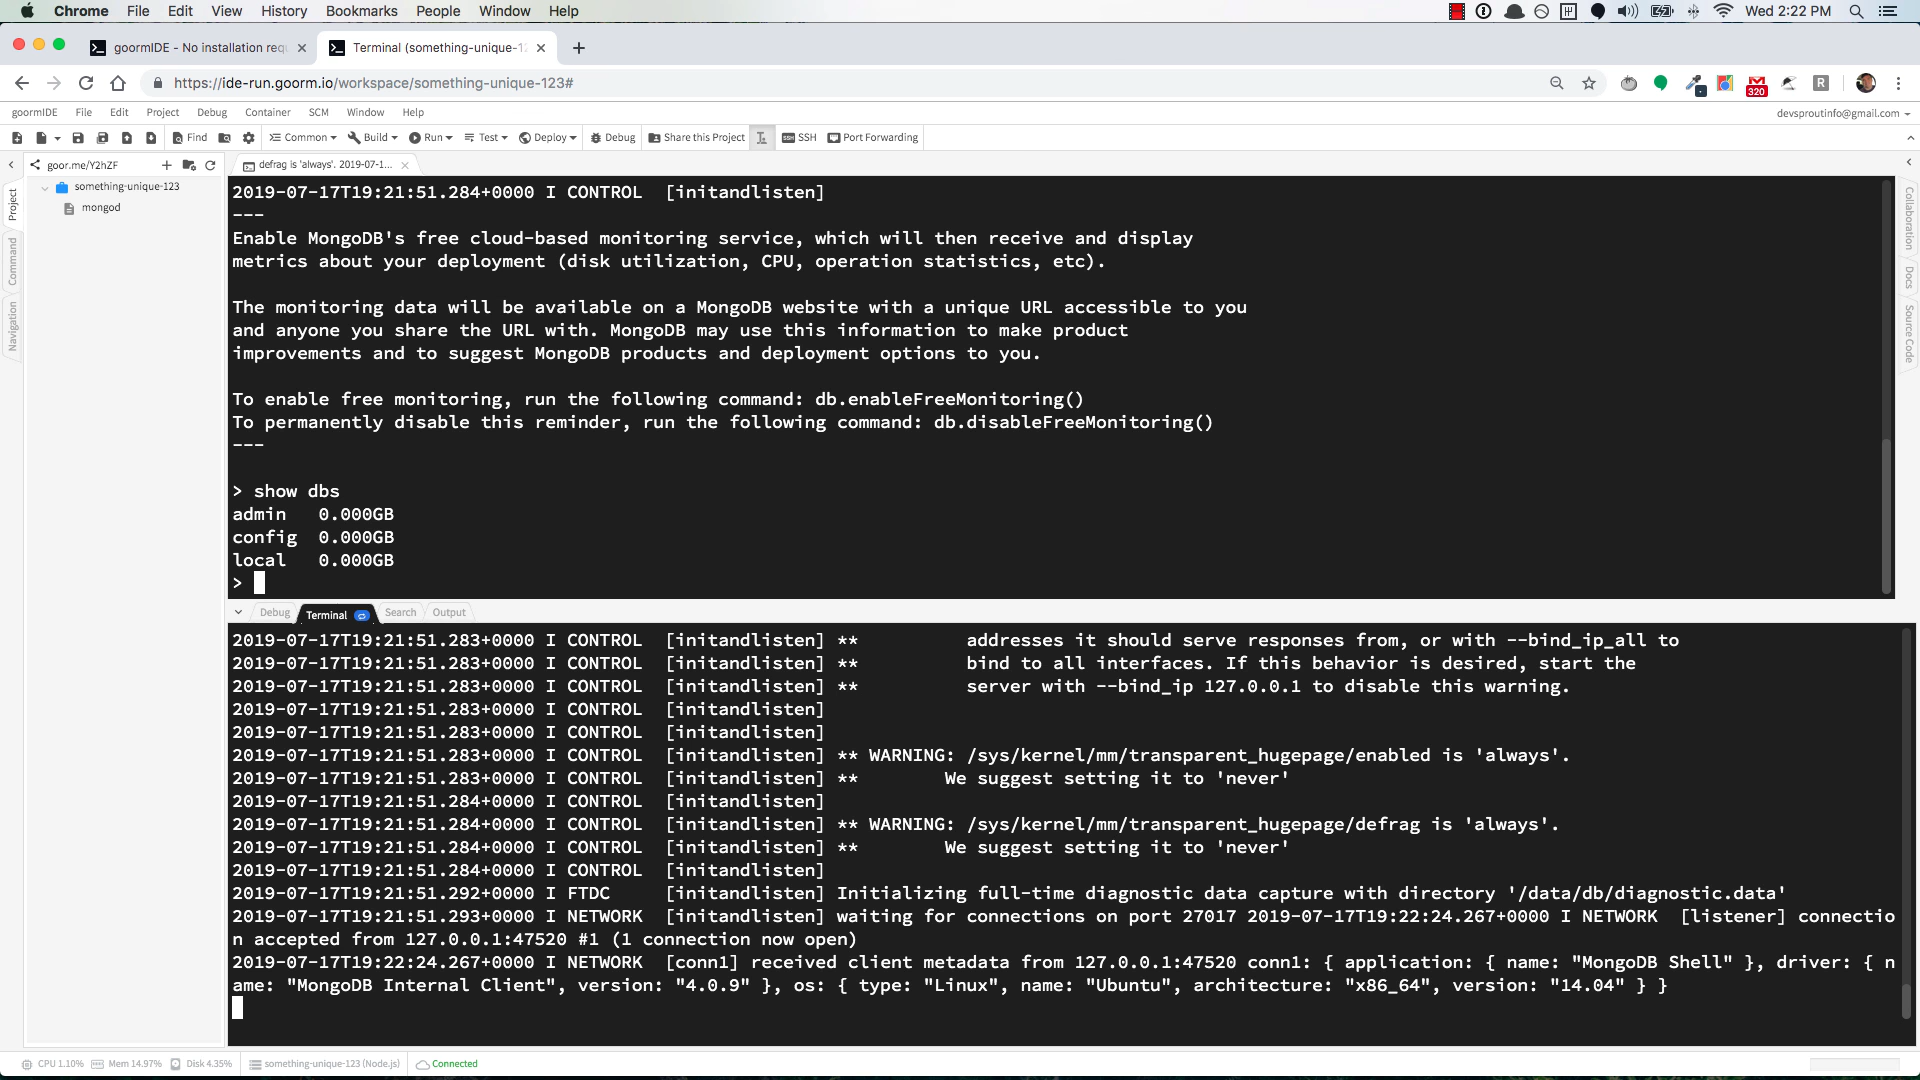 Chrome File Edit View History Bookmarks People Window Help Wed 2:22 PM
goormIDE - No installation req
Terminal (something-unique-12
https://ide-run.goorm.io/workspace/something-unique-123#
320
R
goormIDE File Edit Project Debug Container SCM Window Help devsproutinfo@gmail.com
Find Common Build Run Test Deploy Debug Share this Project SSH Port Forwarding
goor.me/Y2hZF
defrag is 'always'. 2019-07-1...
something-unique-123
mongod
Project
Command
Navigation
Collaboration
Docs
Source Code
2019-07-17T19:21:51.284+0000 I CONTROL  [initandlisten]
---
Enable MongoDB's free cloud-based monitoring service, which will then receive and display
metrics about your deployment (disk utilization, CPU, operation statistics, etc).
The monitoring data will be available on a MongoDB website with a unique URL accessible to you
and anyone you share the URL with. MongoDB may use this information to make product
improvements and to suggest MongoDB products and deployment options to you.
To enable free monitoring, run the following command: db.enableFreeMonitoring()
To permanently disable this reminder, run the following command: db.disableFreeMonitoring()
---
> show dbs
admin   0.000GB
config  0.000GB
local   0.000GB
>
Debug Terminal Search Output
2019-07-17T19:21:51.283+0000 I CONTROL  [initandlisten] **          addresses it should serve responses from, or with --bind_ip_all to
2019-07-17T19:21:51.283+0000 I CONTROL  [initandlisten] **          bind to all interfaces. If this behavior is desired, start the
2019-07-17T19:21:51.283+0000 I CONTROL  [initandlisten] **          server with --bind_ip 127.0.0.1 to disable this warning.
2019-07-17T19:21:51.283+0000 I CONTROL  [initandlisten]
2019-07-17T19:21:51.283+0000 I CONTROL  [initandlisten]
2019-07-17T19:21:51.283+0000 I CONTROL  [initandlisten] ** WARNING: /sys/kernel/mm/transparent_hugepage/enabled is 'always'.
2019-07-17T19:21:51.283+0000 I CONTROL  [initandlisten] **        We suggest setting it to 'never'
2019-07-17T19:21:51.284+0000 I CONTROL  [initandlisten]
2019-07-17T19:21:51.284+0000 I CONTROL  [initandlisten] ** WARNING: /sys/kernel/mm/transparent_hugepage/defrag is 'always'.
2019-07-17T19:21:51.284+0000 I CONTROL  [initandlisten] **        We suggest setting it to 'never'
2019-07-17T19:21:51.284+0000 I CONTROL  [initandlisten]
2019-07-17T19:21:51.292+0000 I FTDC     [initandlisten] Initializing full-time diagnostic data capture with directory '/data/db/diagnostic.data'
2019-07-17T19:21:51.293+0000 I NETWORK  [initandlisten] waiting for connections on port 27017 2019-07-17T19:22:24.267+0000 I NETWORK  [listener] connectio
n accepted from 127.0.0.1:47520 #1 (1 connection now open)
2019-07-17T19:22:24.267+0000 I NETWORK  [conn1] received client metadata from 127.0.0.1:47520 conn1: { application: { name: "MongoDB Shell" }, driver: { n
ame: "MongoDB Internal Client", version: "4.0.9" }, os: { type: "Linux", name: "Ubuntu", architecture: "x86_64", version: "14.04" } }
CPU 1.10% Mem 14.97% Disk 4.35% something-unique-123 (Node.js) Connected